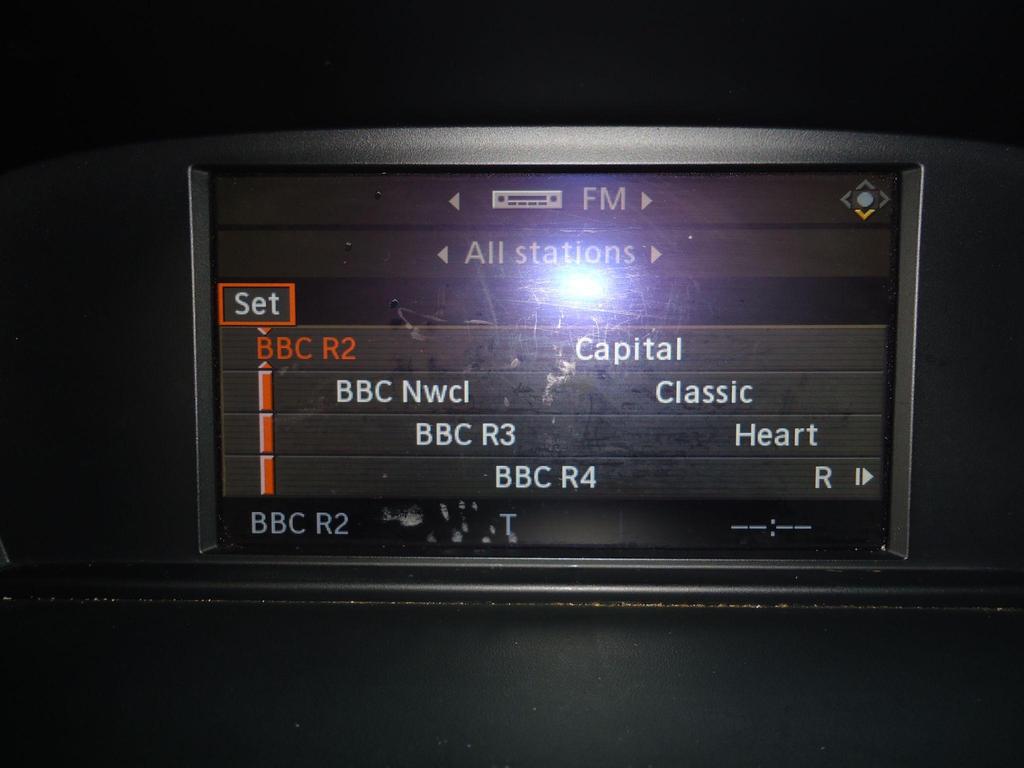 FM
All stations
Set
BBC R2 Capital
BBC Nwcl Classic
BBC R3 Heart
BBC R4 R
BBC R2 T --:--